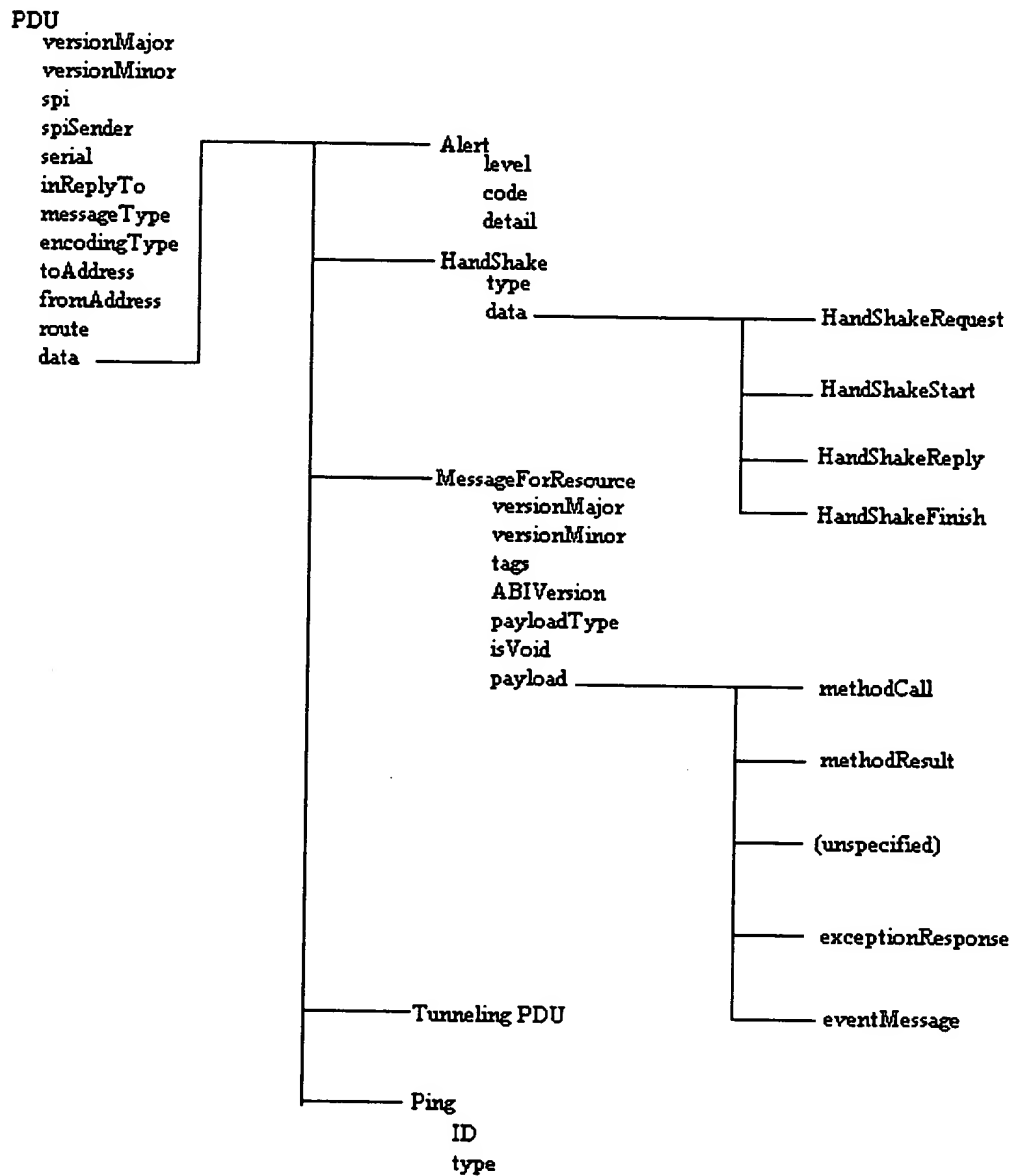 PDU
versionMajor
versionMinor
spi
spiSender
serial
inReplyTo
messageType
encodingType
toAddress
fromAddress
route
data
Alert
level
code
detail
HandShake
type
data
HandShakeRequest
HandShakeStart
HandShakeReply
HandShakeFinish
MessageForResource
versionMajor
versionMinor
tags
ABIVersion
payloadType
isVoid
payload
methodCall
methodResult
(unspecified)
exceptionResponse
eventMessage
Tunneling PDU
Ping
ID
type